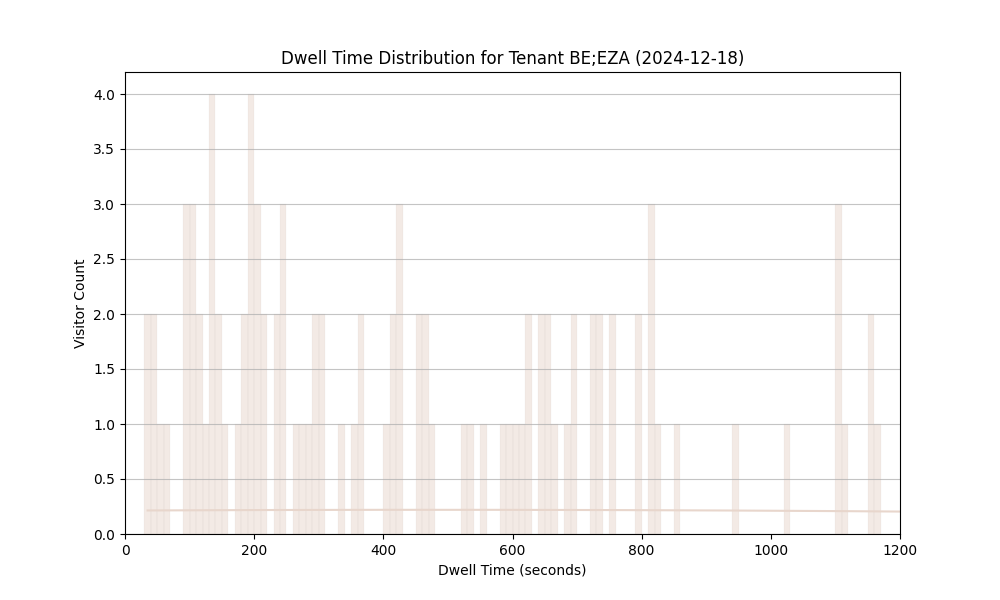 Dwell Time Distribution for Tenant BE;EZA (2024-12-18)
4.0
3.5
3.0
2.5
2.0
1.5
1.0
0.5
0.0
Visitor Count
0 200 400 600 800 1000 1200
Dwell Time (seconds)